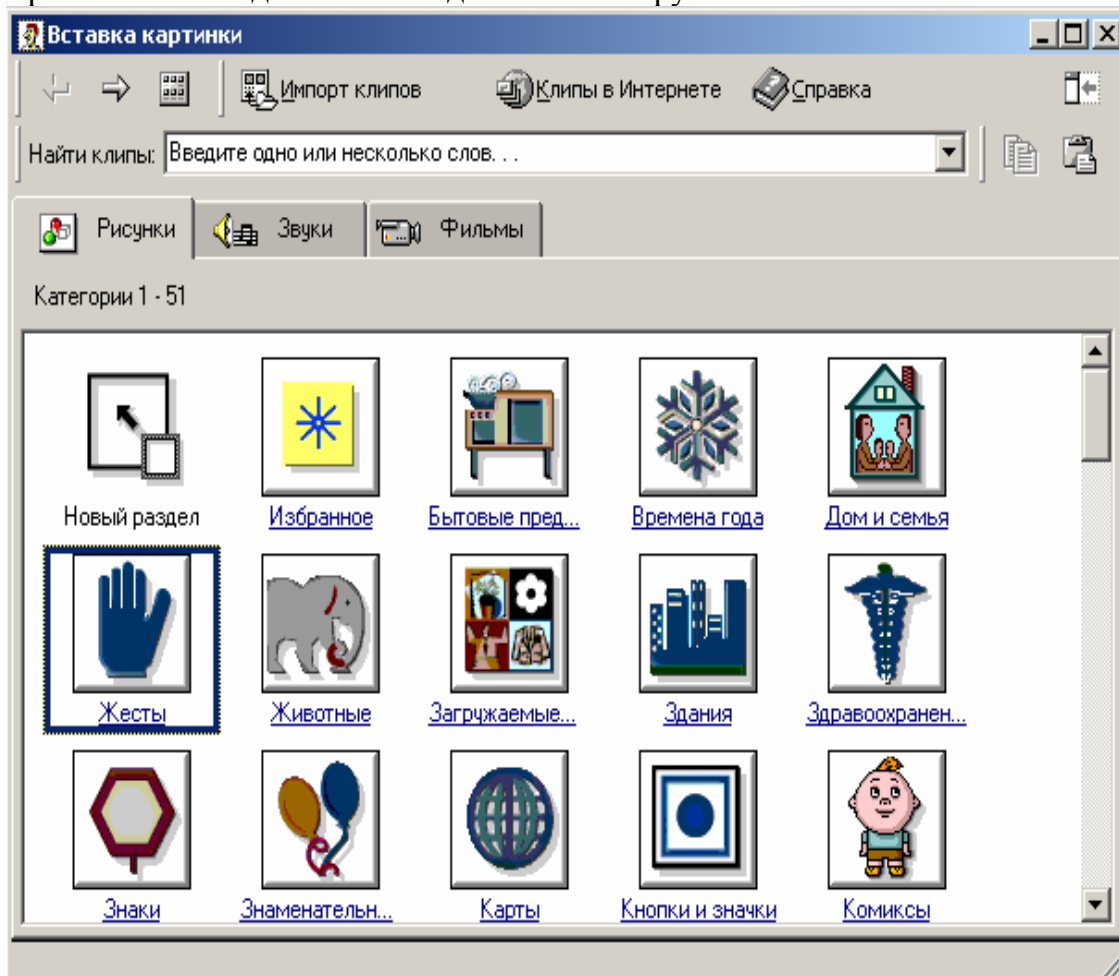 Вставка картинки
Импорт клипов Клипы в Интернете Справка
Найти клипы: Введите одно или несколько слов. . .
Рисунки Звуки Фильмы
Категории 1 - 51
Новый раздел Избранное Бытовые пред... Времена года Дом и семья
Жесты Животные Загружаемые... Здания Здравоохранен...
Знаки Знаменательн... Карты Кнопки и значки Комиксы